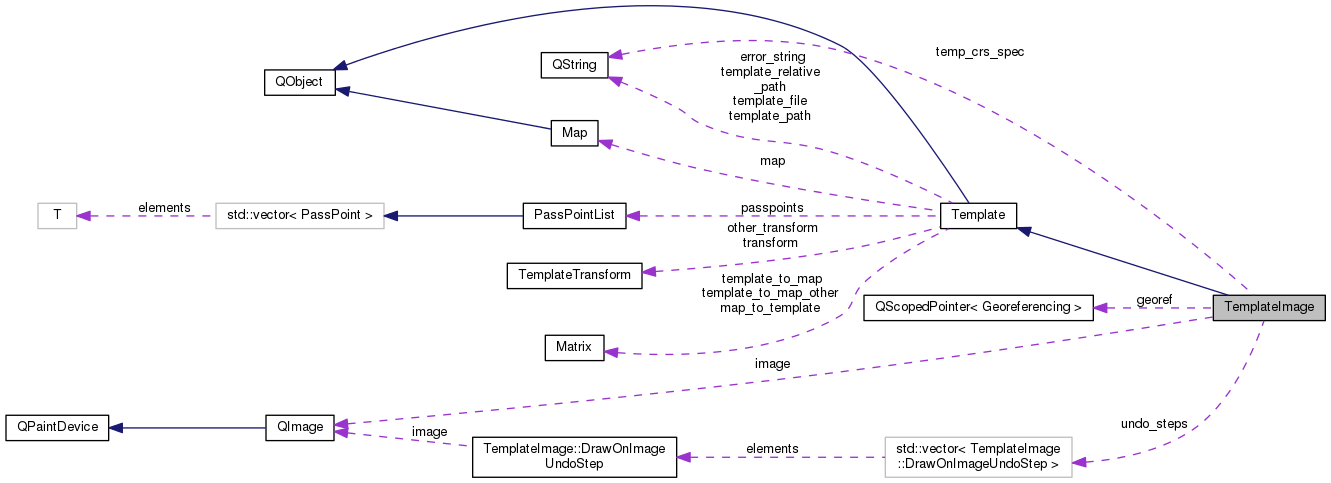 temp_crs_spec
QString
error_string
template_relative
_path
template_file
template_path
QObject
Map
map
T
elements
std::vector< PassPoint >
PassPointList
passpoints
Template
other_transform
transform
TemplateTransform
template_to_map
template_to_map_other
map_to_template
QScopedPointer< Georeferencing >
georef
TemplateImage
Matrix
image
QPaintDevice
QImage
image
TemplateImage::DrawOnImage
UndoStep
elements
std::vector< TemplateImage
::DrawOnImageUndoStep >
undo_steps